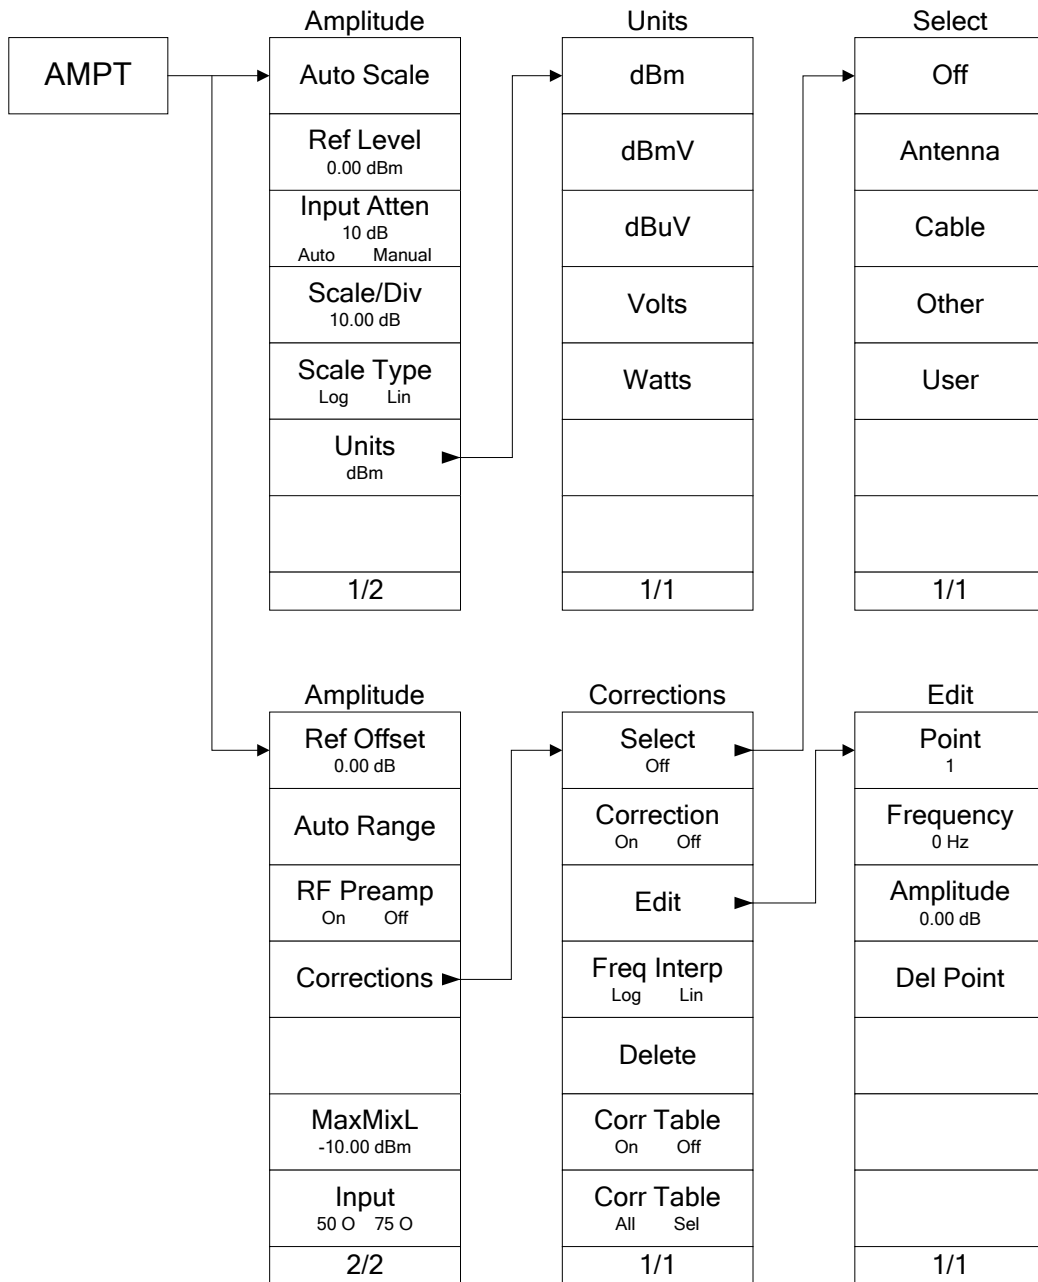 AMPT
Amplitude
Auto Scale
Ref Level
0.00 dBm
Input Atten
10 dB
Auto Manual
Scale/Div
10.00 dB
Scale Type
Log Lin
Units
dBm
1/2
Units
dBm
dBmV
dBuV
Volts
Watts
1/1
Select
Off
Antenna
Cable
Other
User
1/1
Amplitude
Ref Offset
0.00 dB
Auto Range
RF Preamp
On Off
Corrections
MaxMixL
-10.00 dBm
Input
50 O 75 O
2/2
Corrections
Select
Off
Correction
On Off
Edit
Freq Interp
Log Lin
Delete
Corr Table
On Off
Corr Table
All Sel
1/1
Edit
Point
1
Frequency
0 Hz
Amplitude
0.00 dB
Del Point
1/1